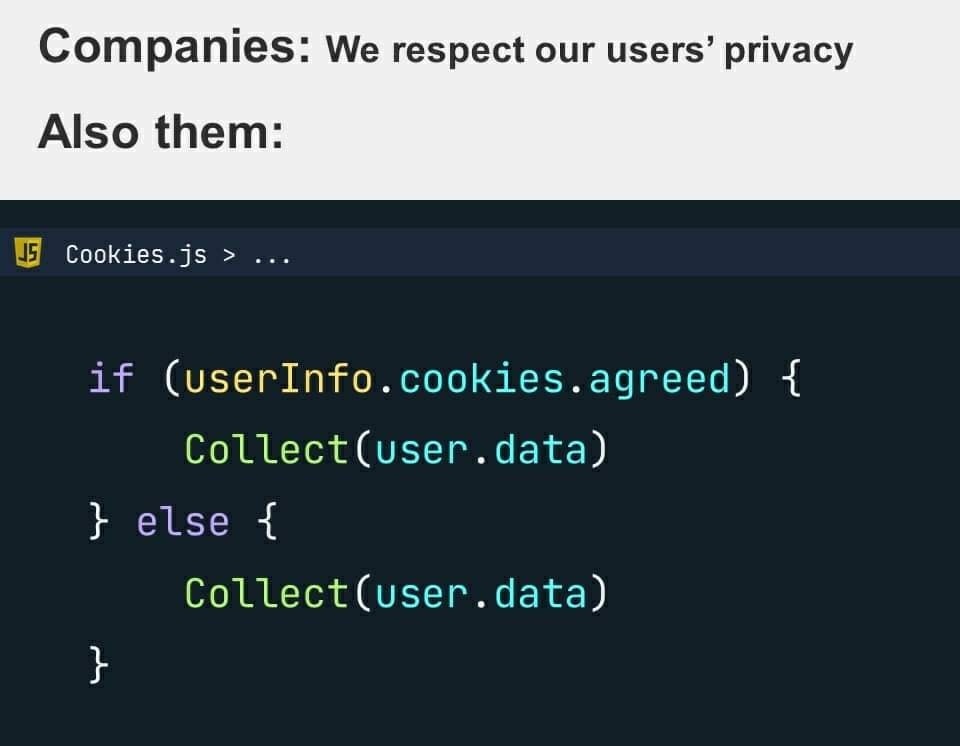 Companies: We respect our users’ privacy
Also them:
JS Cookies.js > ...
if (userInfo.cookies.agreed) {
    Collect(user.data)
} else {
    Collect(user.data)
}